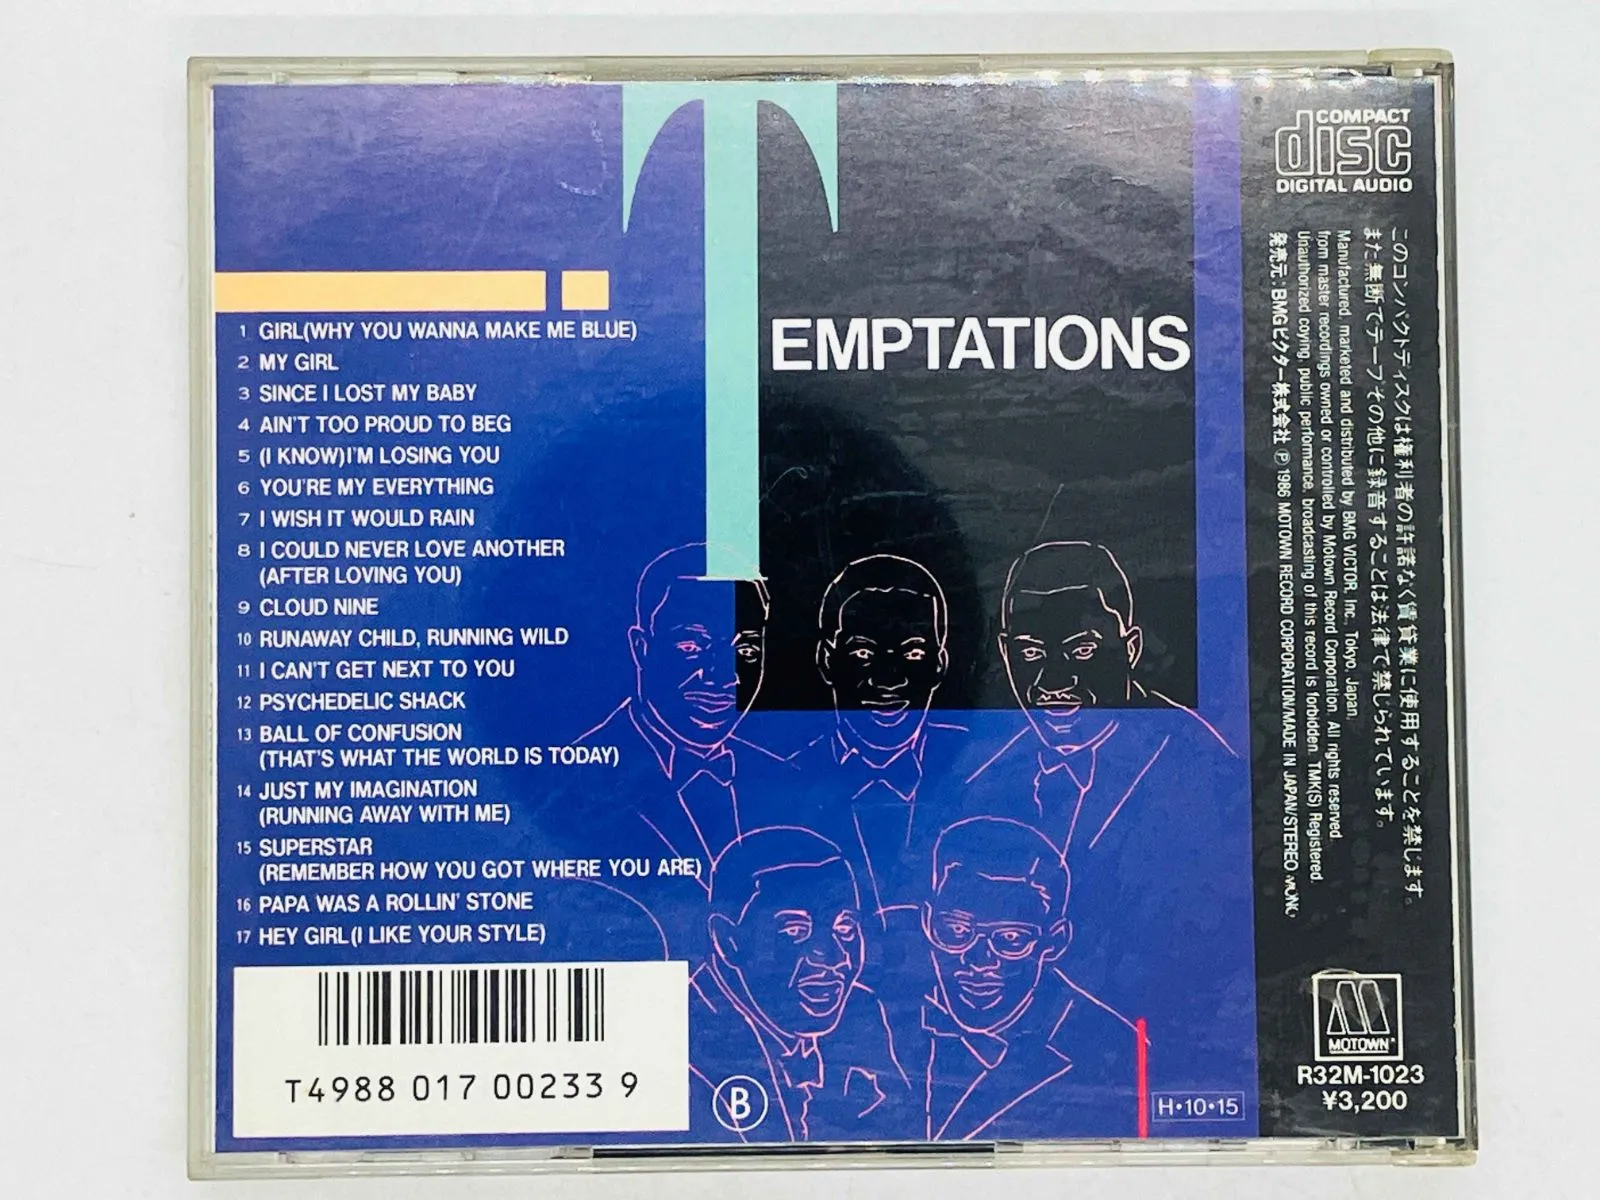 TEMPTATIONS
1 GIRL(WHY YOU WANNA MAKE ME BLUE)
2 MY GIRL
3 SINCE I LOST MY BABY
4 AIN'T TOO PROUD TO BEG
5 (I KNOW)I'M LOSING YOU
6 YOU'RE MY EVERYTHING
7 I WISH IT WOULD RAIN
8 I COULD NEVER LOVE ANOTHER
(AFTER LOVING YOU)
9 CLOUD NINE
10 RUNAWAY CHILD, RUNNING WILD
11 I CAN'T GET NEXT TO YOU
12 PSYCHEDELIC SHACK
13 BALL OF CONFUSION
(THAT'S WHAT THE WORLD IS TODAY)
14 JUST MY IMAGINATION
(RUNNING AWAY WITH ME)
15 SUPERSTAR
(REMEMBER HOW YOU GOT WHERE YOU ARE)
16 PAPA WAS A ROLLIN' STONE
17 HEY GIRL(I LIKE YOUR STYLE)
T4988 017 00233 9
B
H•10•15
COMPACT
disc
DIGITAL AUDIO
このコンパクトディスクは権利者の許諾なく賃貸業に使用することを禁じます。
また無断でテープその他に録音することは法律で禁じられています。
Manufactured, marketed and distributed by BMG VICTOR, Inc., Tokyo, Japan,
from master recordings owned or controlled by Motown Record Corporation. All rights reserved.
Unauthorized coying, public performance, broadcasting of this record is forbidden. TMK(S) Registered.
発売元:BMGビクター株式会社 ℗ 1986 MOTOWN RECORD CORPORATION/MADE IN JAPAN/STEREO MONO
MOTOWN
R32M-1023
¥3,200